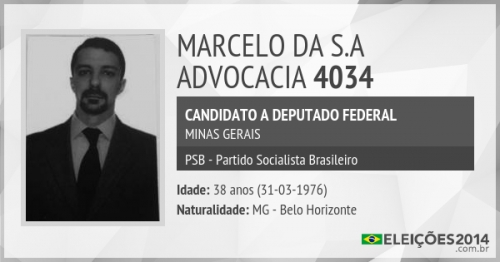 MARCELO DA S.A
ADVOCACIA 4034
CANDIDATO A DEPUTADO FEDERAL
MINAS GERAIS
PSB - Partido Socialista Brasileiro
Idade: 38 anos (31-03-1976)
Naturalidade: MG - Belo Horizonte
ELEIÇÕES2014
.com.br